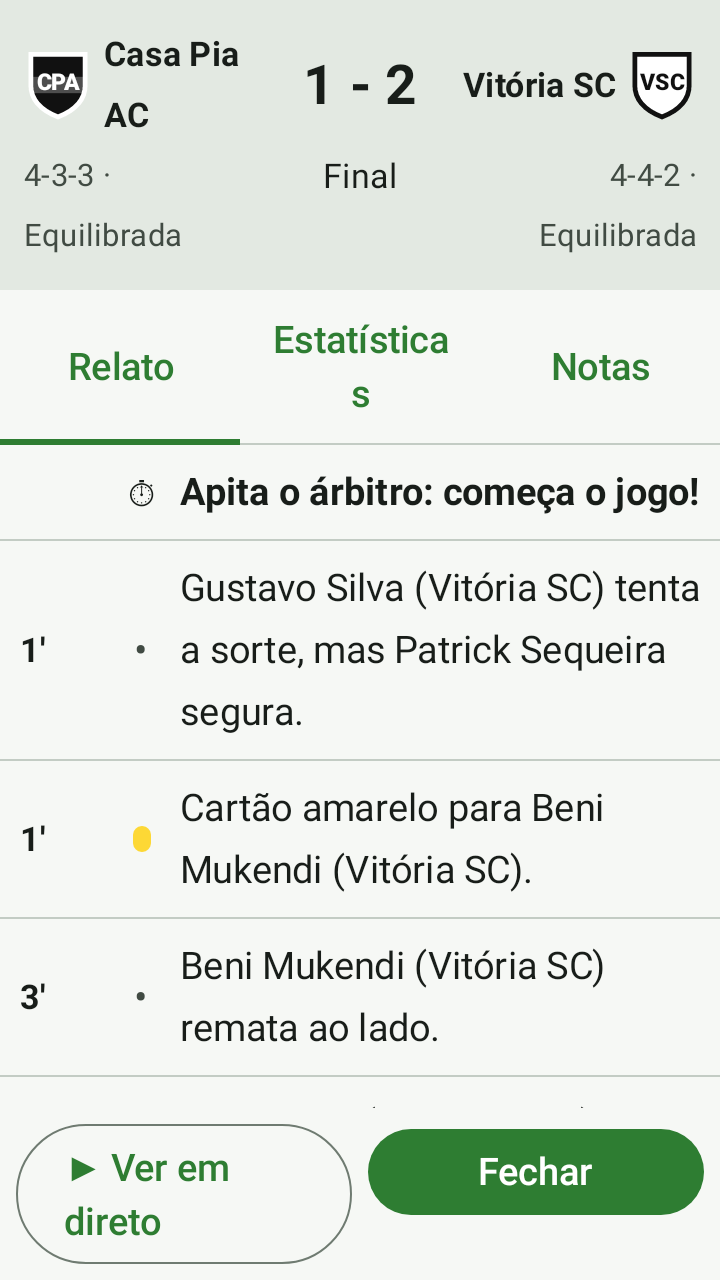 CPA
Casa Pia
AC
1 - 2
Vitória SC
VSC
4-3-3 ·
Equilibrada
Final
4-4-2 ·
Equilibrada
Relato
Estatística
s
Notas
Apita o árbitro: começa o jogo!
1'
Gustavo Silva (Vitória SC) tenta
a sorte, mas Patrick Sequeira
segura.
1'
Cartão amarelo para Beni
Mukendi (Vitória SC).
3'
Beni Mukendi (Vitória SC)
remata ao lado.
► Ver em
direto
Fechar